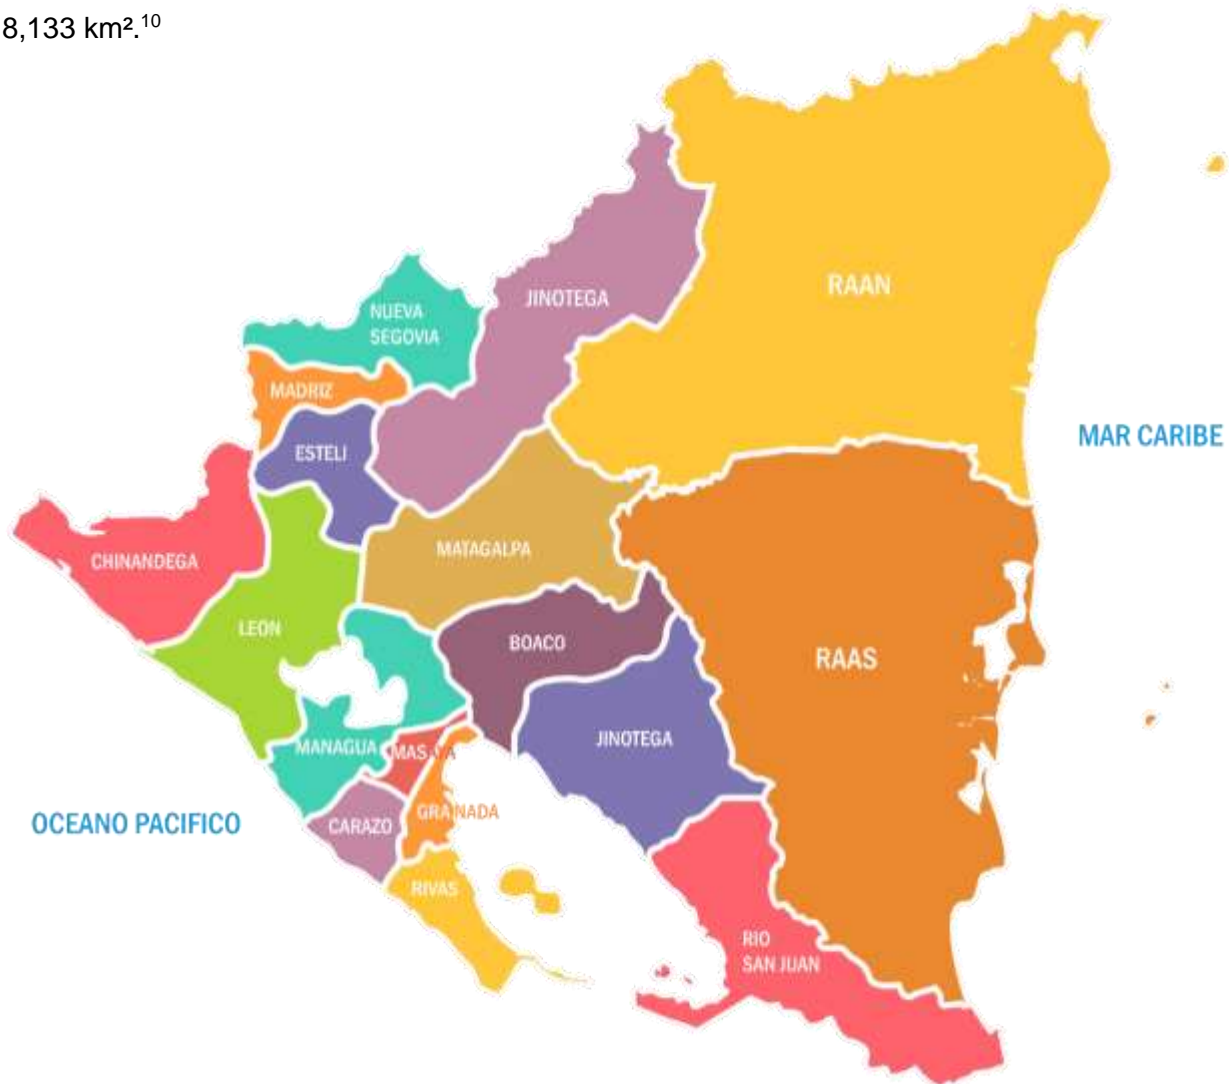 8,133 km².¹⁰
RAAN
JINOTEGA
NUEVA
SEGOVIA
MADRIZ
MAR CARIBE
ESTELI
MATAGALPA
CHINANDEGA
LEON
BOACO
RAAS
JINOTEGA
MANAGUA
MASAYA
GRANADA
OCEANO PACIFICO
CARAZO
RIVAS
RIO
SAN JUAN